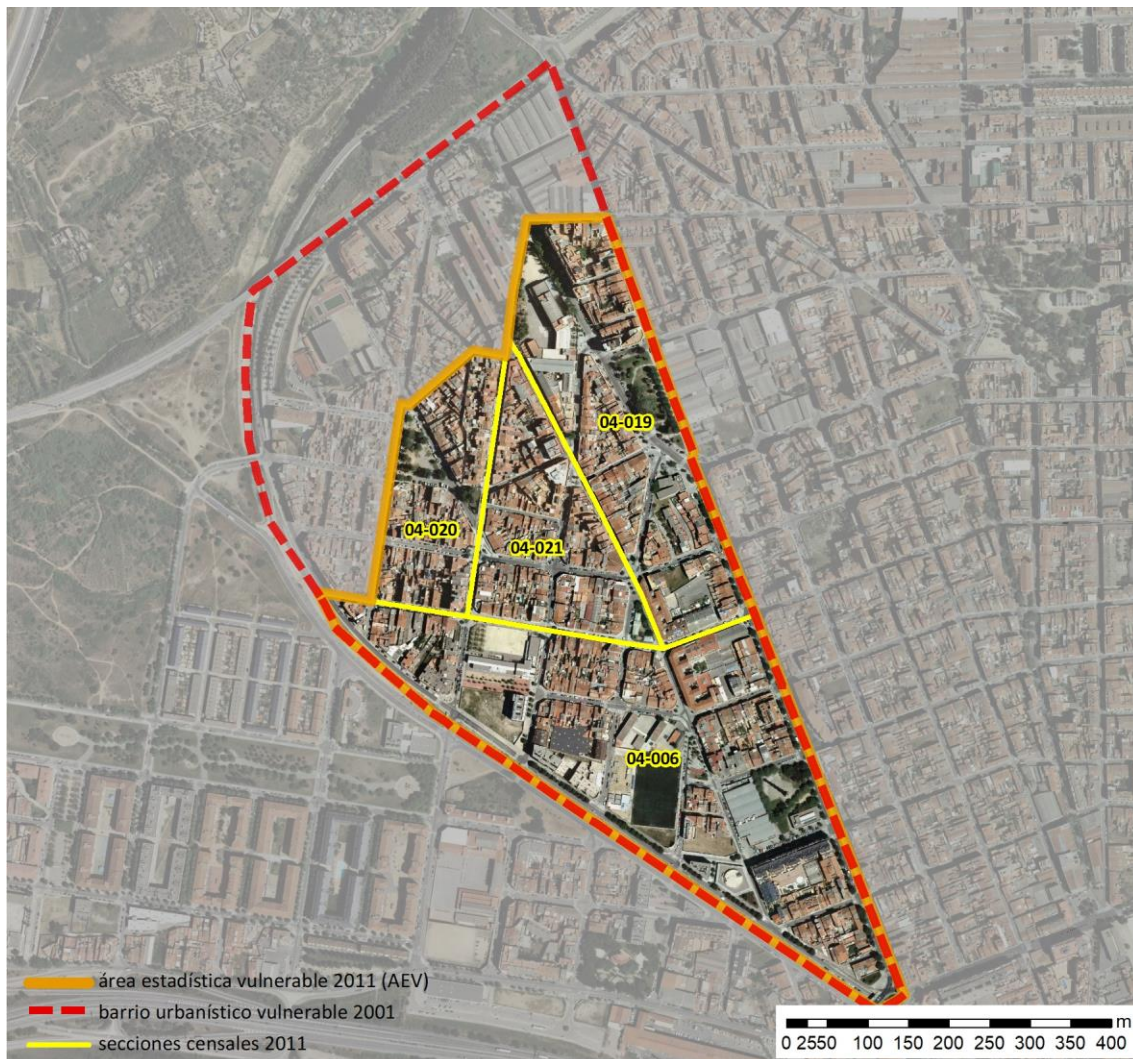 04-019
04-020
04-021
04-006
área estadística vulnerable 2011 (AEV)
barrio urbanístico vulnerable 2001
secciones censales 2011
m
0 2550 100 150 200 250 300 350 400